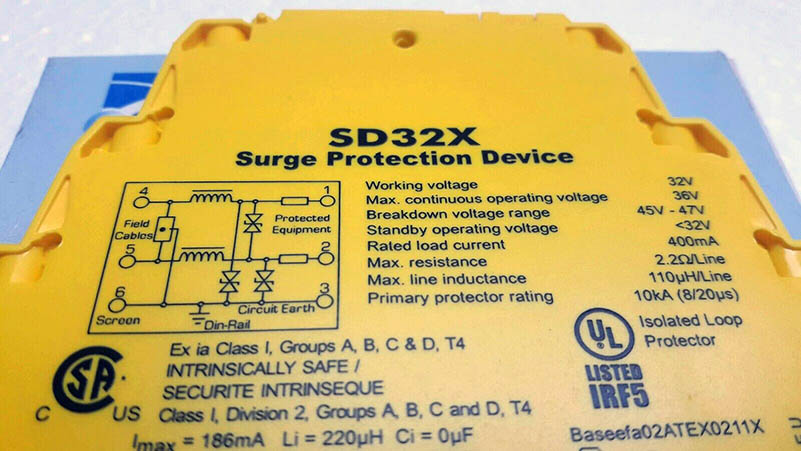 SD32X
Surge Protection Device
4
1
Field
Cables
Protected
Equipment
5
2
6
3
Screen
Circuit Earth
Din-Rail
Working voltage 32V
Max. continuous operating voltage 36V
Breakdown voltage range 45V - 47V
Standby operating voltage <32V
Rated load current 400mA
Max. resistance 2.2Ω/Line
Max. line inductance 110µH/Line
Primary protector rating 10kA (8/20µs)
UL
Isolated Loop
Protector
LISTED
IRF5
SA
C US
Ex ia Class I, Groups A, B, C & D, T4
INTRINSICALLY SAFE /
SECURITE INTRINSEQUE
Class I, Division 2, Groups A, B, C and D, T4
Imax = 186mA Li = 220µH Ci = 0µF
Baseefa02ATEX0211X